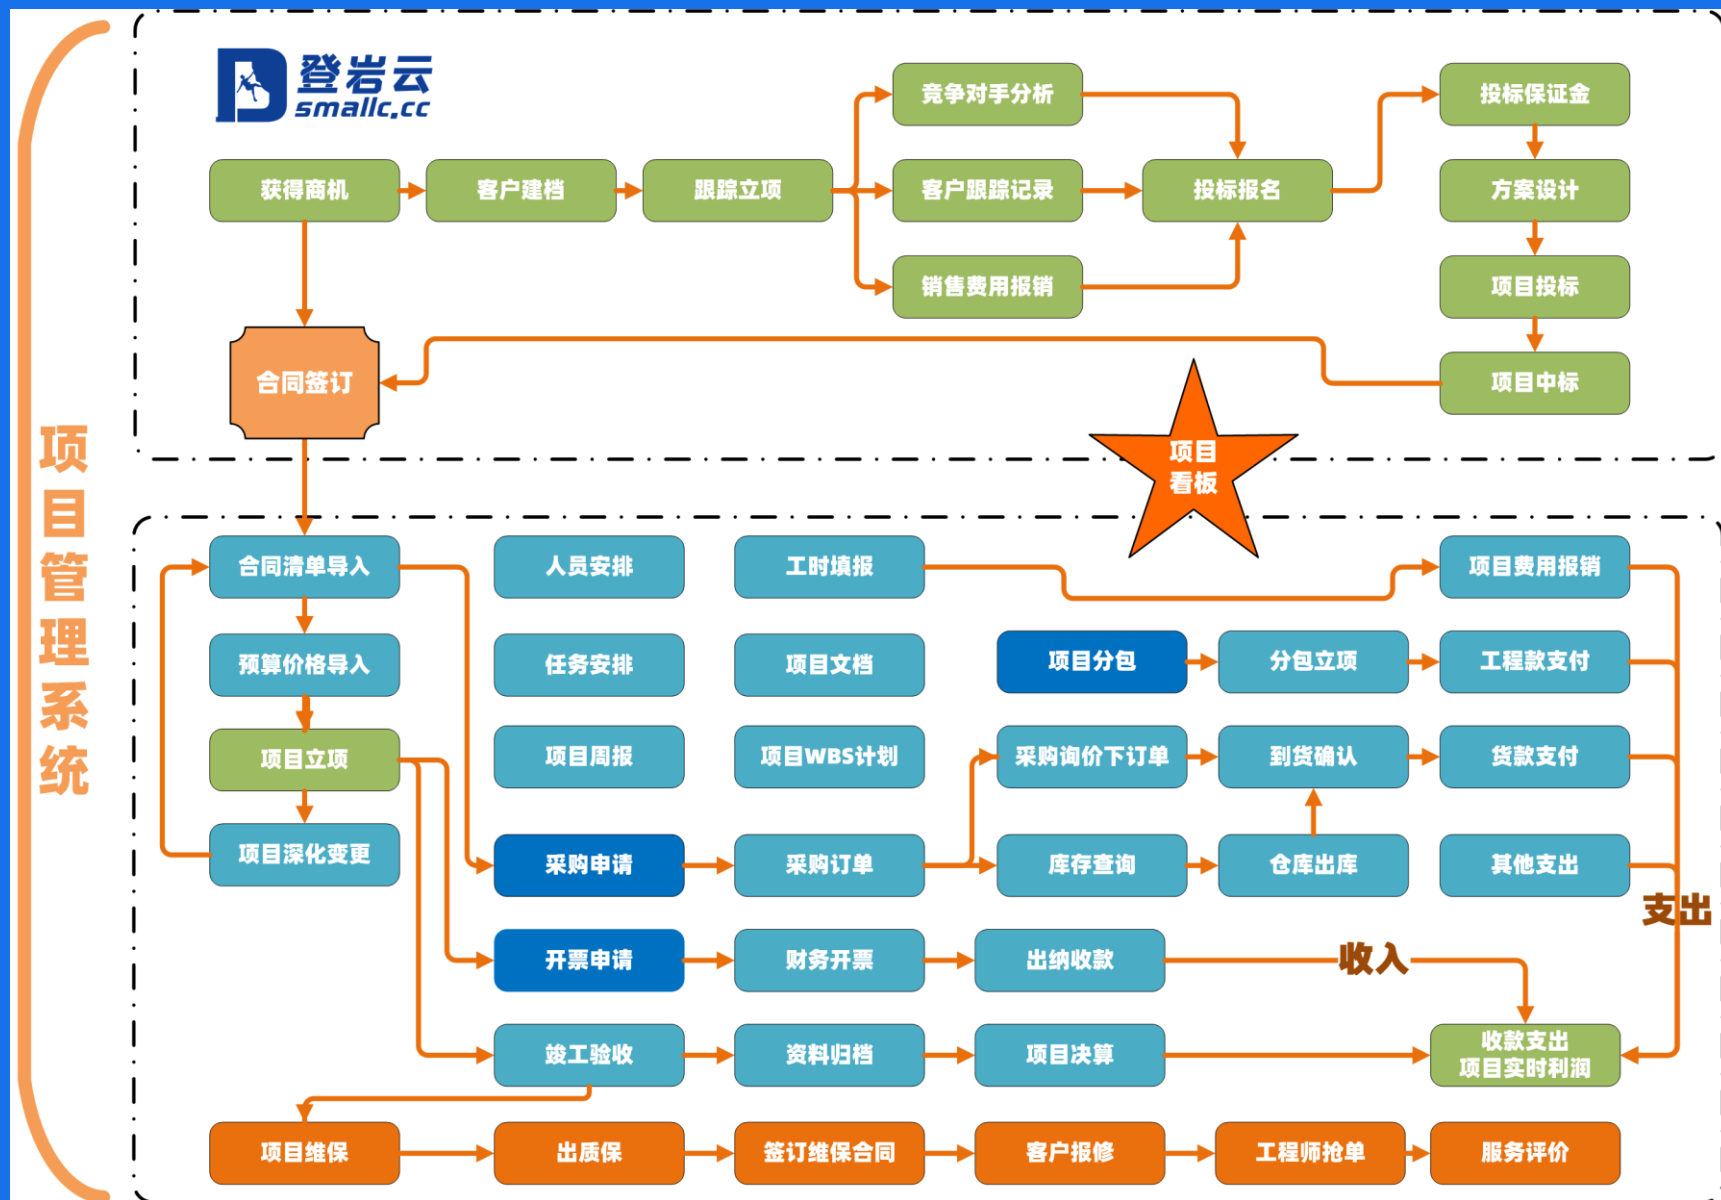 登岩云
smallc.cc
项目管理系统
竞争对手分析
投标保证金
获得商机
客户建档
跟踪立项
客户跟踪记录
投标报名
方案设计
销售费用报销
项目投标
合同签订
项目中标
项目
看板
合同清单导入
人员安排
工时填报
项目费用报销
预算价格导入
任务安排
项目文档
项目分包
分包立项
工程款支付
项目立项
项目周报
项目WBS计划
采购询价下订单
到货确认
货款支付
项目深化变更
采购申请
采购订单
库存查询
仓库出库
其他支出
支出
开票申请
财务开票
出纳收款
收入
竣工验收
资料归档
项目决算
收款支出
项目实时利润
项目维保
出质保
签订维保合同
客户报修
工程师抢单
服务评价